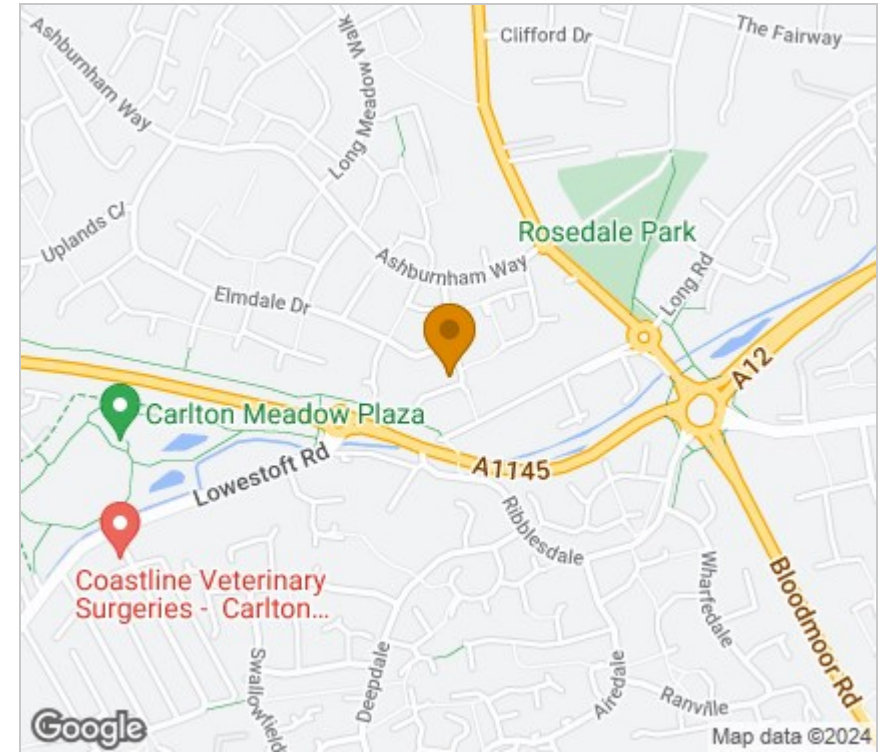 Ashburnham Way
Long Meadow Walk
Clifford Dr
The Fairway
Uplands Cl
Rosedale Park
Ashburnham Way
Long Rd
Elmdale Dr
A12
Carlton Meadow Plaza
Lowestoft Rd
A1145
Ribblesdale
Coastline Veterinary
Surgeries - Carlton...
Wharfedale
Bloodmoor Rd
Swallowfields
Deepdale
Airedale
Ranville
Google
Map data ©2024